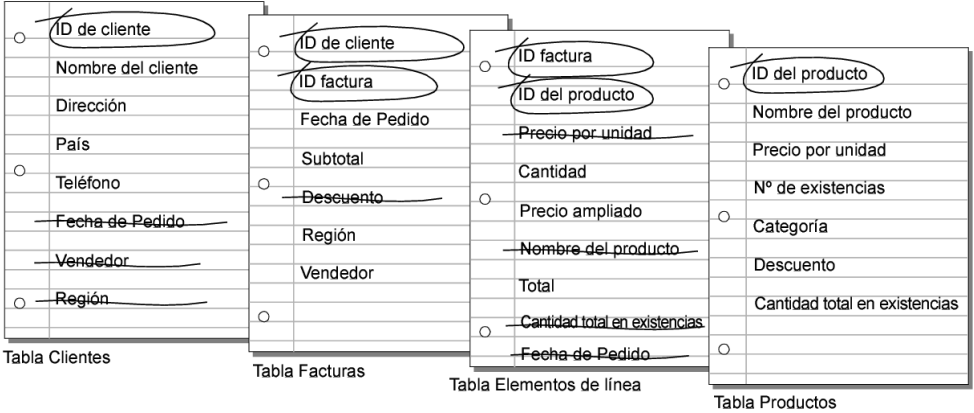 ID de cliente
Nombre del cliente
Dirección
País
Teléfono
Fecha de Pedido
Vendedor
Región
Tabla Clientes
ID de cliente
ID factura
Fecha de Pedido
Subtotal
Descuento
Región
Vendedor
Tabla Facturas
ID factura
ID del producto
Precio por unidad
Cantidad
Precio ampliado
Nombre del producto
Total
Cantidad total en existencias
Fecha de Pedido
Tabla Elementos de línea
ID del producto
Nombre del producto
Precio por unidad
Nº de existencias
Categoría
Descuento
Cantidad total en existencias
Tabla Productos